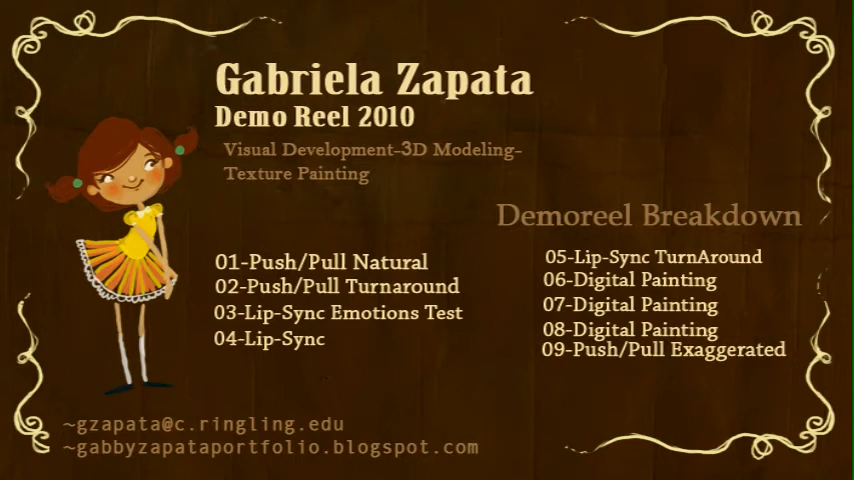 Gabriela Zapata
Demo Reel 2010
Visual Development-3D Modeling-
Texture Painting
Demoreel Breakdown
01-Push/Pull Natural
02-Push/Pull Turnaround
03-Lip-Sync Emotions Test
04-Lip-Sync
05-Lip-Sync TurnAround
06-Digital Painting
07-Digital Painting
08-Digital Painting
09-Push/Pull Exaggerated
~gzapata@c.ringling.edu
~gabbyzapataportfolio.blogspot.com